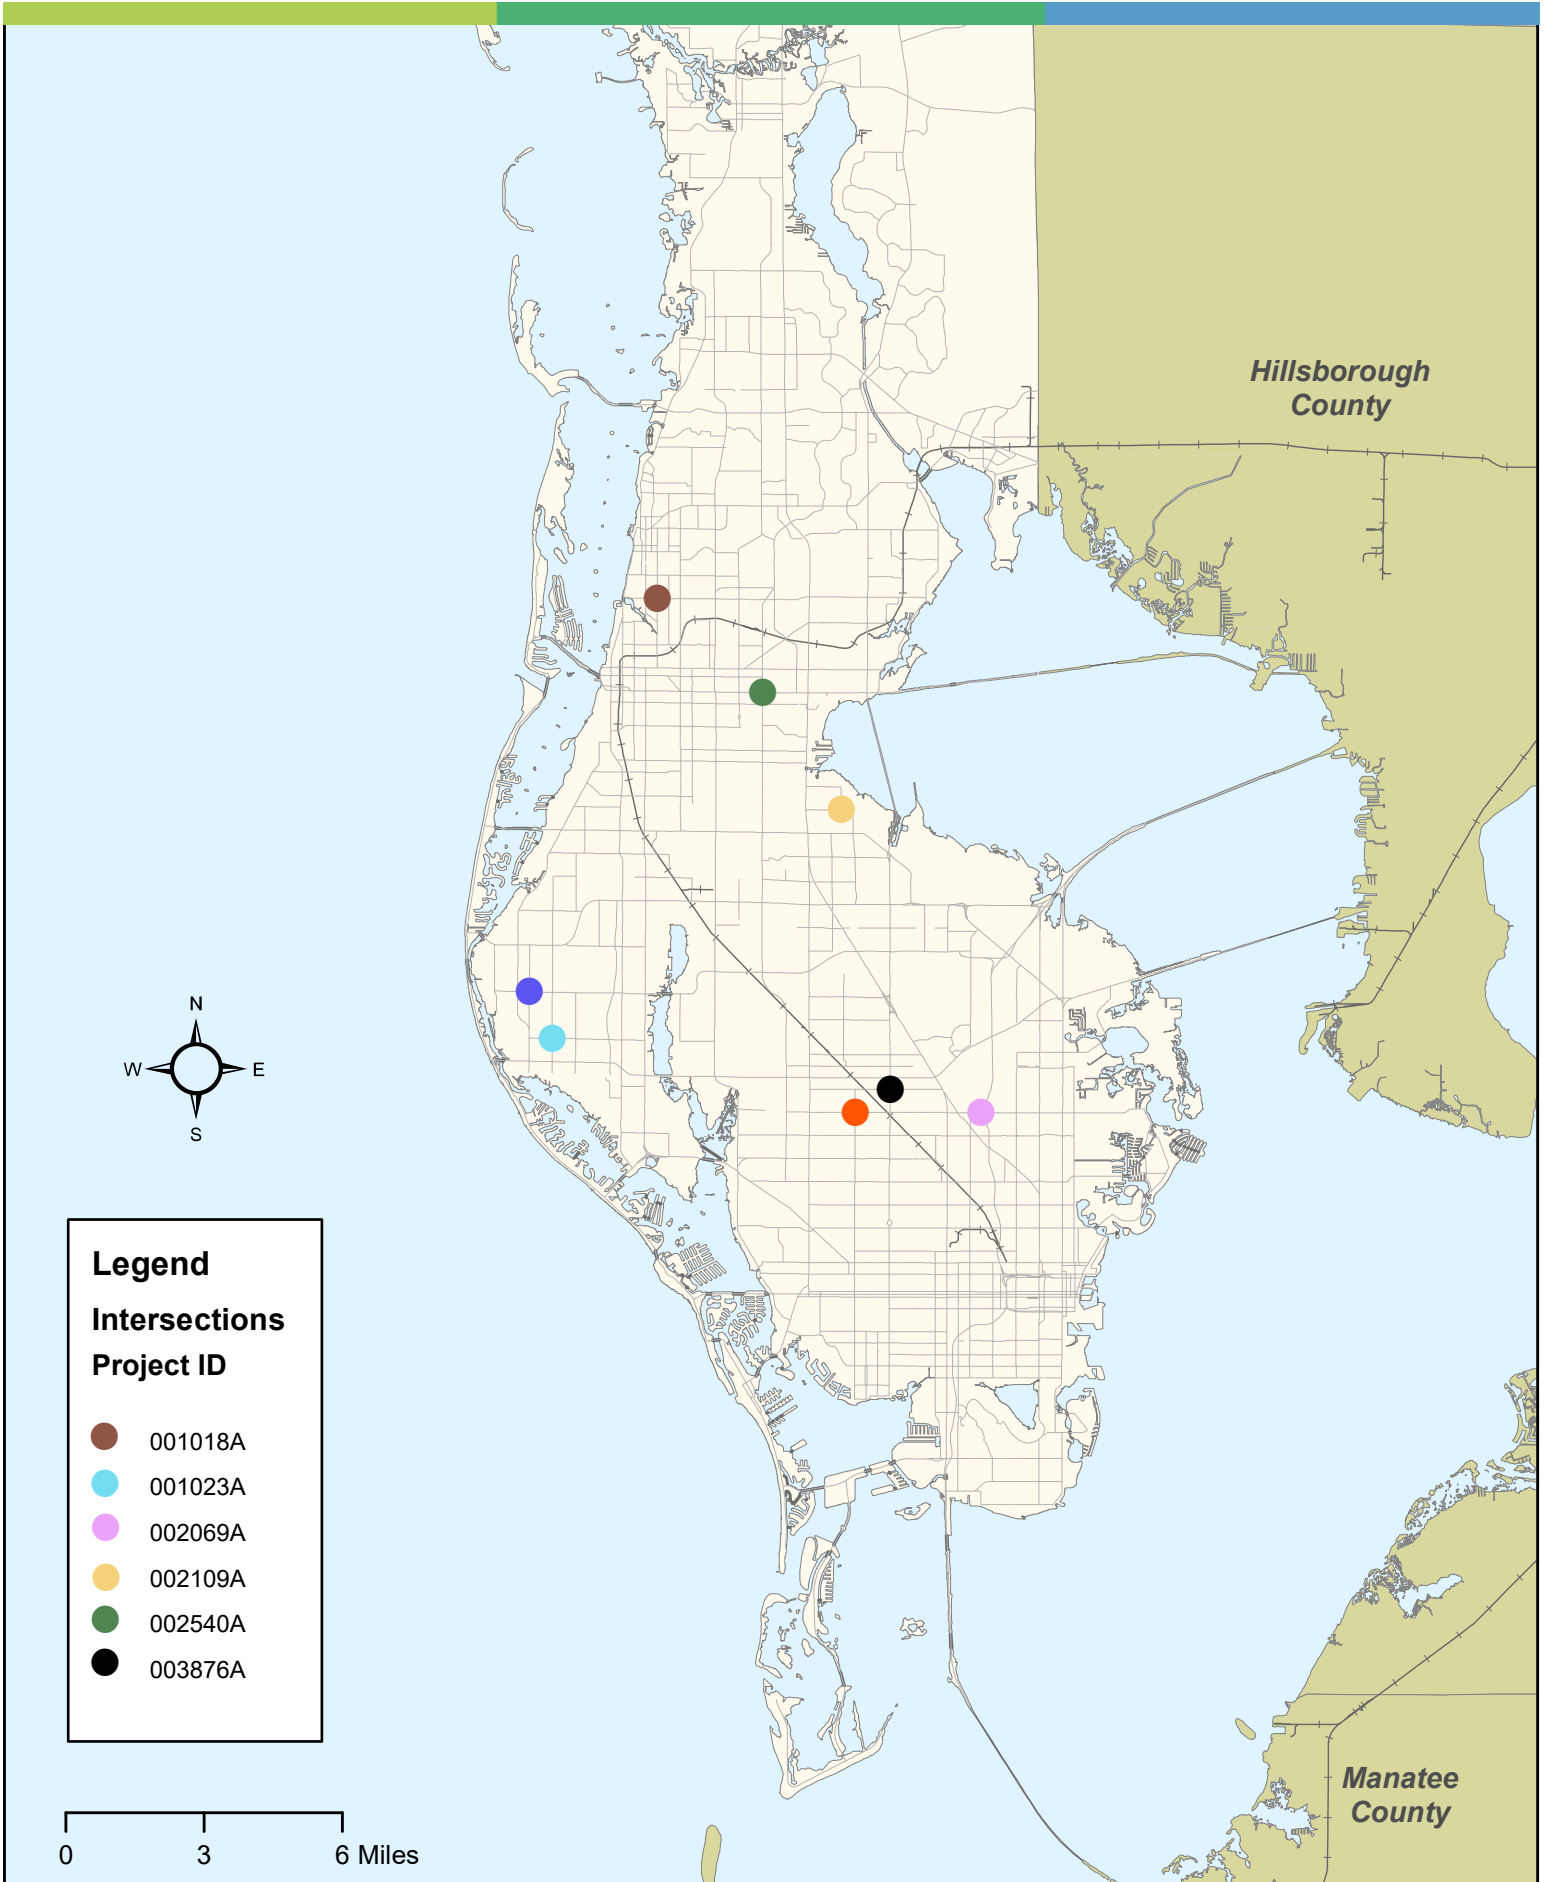 Hillsborough
County
N
W
E
S
Legend
Intersections
Project ID
001018A
001023A
002069A
002109A
002540A
003876A
0 3 6 Miles
Manatee
County